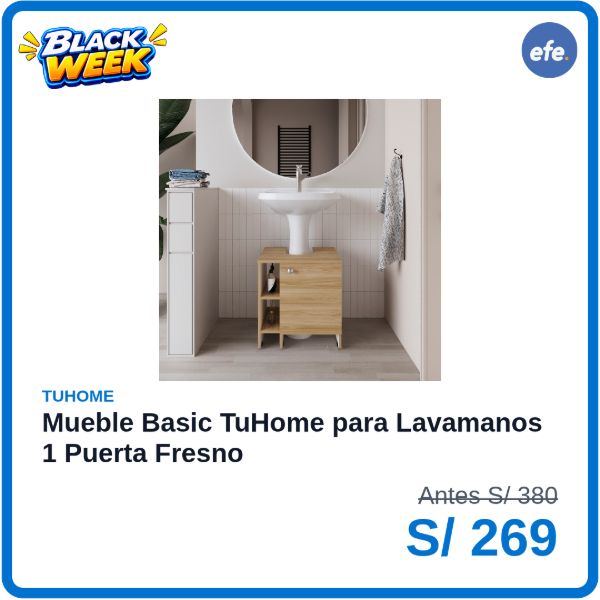 BLACK
WEEK
efe.
TUHOME
Mueble Basic TuHome para Lavamanos
1 Puerta Fresno
Antes S/ 380
S/ 269